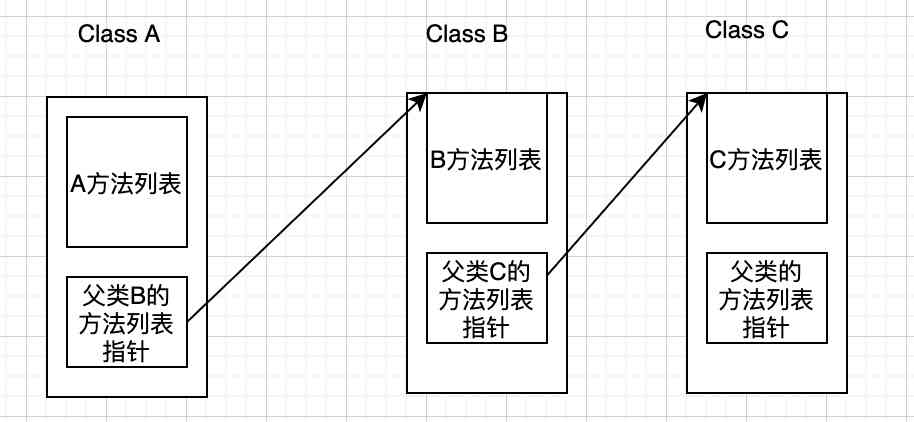 Class A
Class B
Class C
A方法列表
B方法列表
C方法列表
父类B的
方法列表
指针
父类C的
方法列表
指针
父类的
方法列表
指针